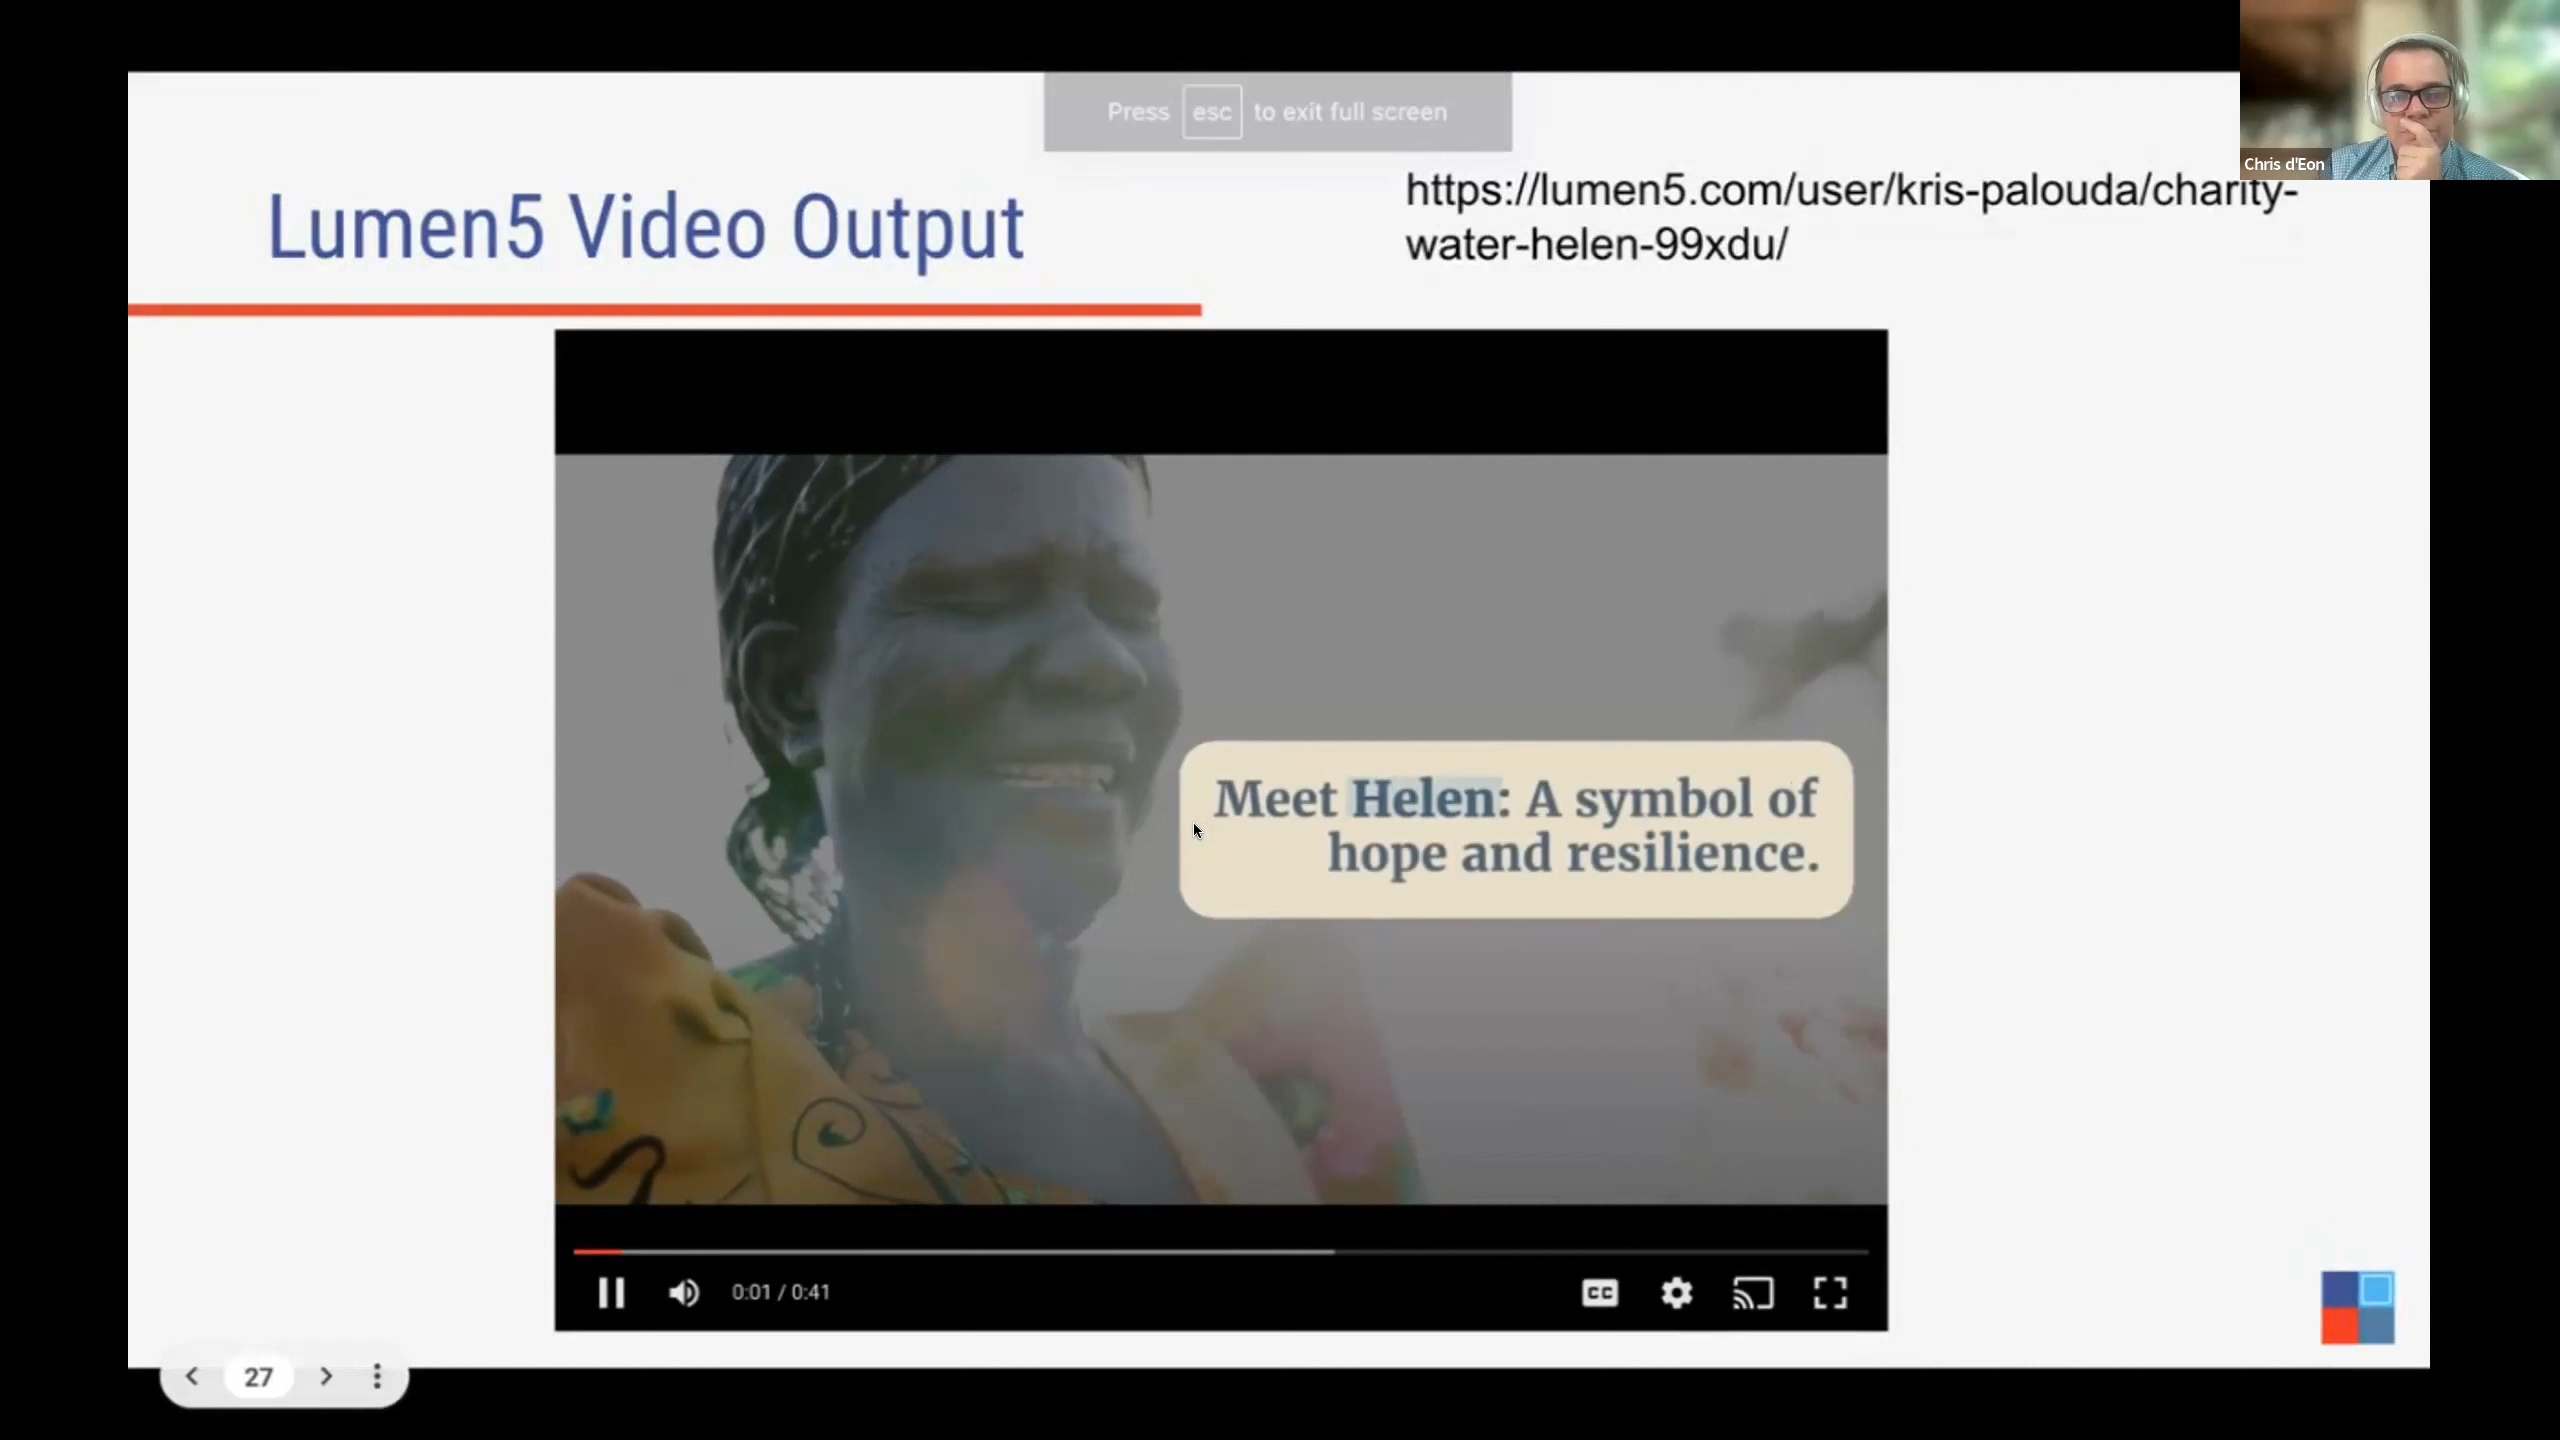 Press esc to exit full screen
Chris d'Eon
Lumen5 Video Output
https://lumen5.com/user/kris-palouda/charity-
water-helen-99xdu/
Meet Helen: A symbol of
hope and resilience.
0:01 / 0:41
CC
27